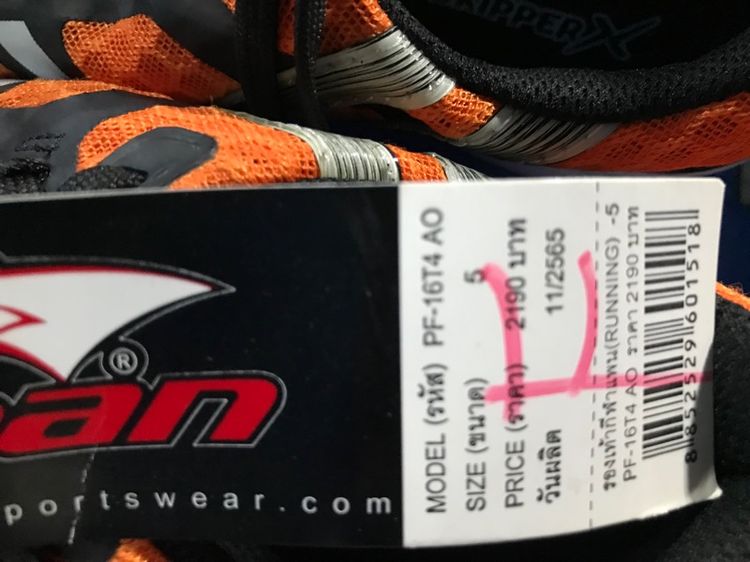 RIPPER X
an®
portswear.com
MODEL (รหัส) PF-16T4 AO
SIZE (ขนาด) 5
PRICE (ราคา) 2190 บาท
วันผลิต 11/2565
รองเท้ากีฬาแพน(RUNNING) -5
PF-16T4 AO ราคา 2190 บาท
8852529601518